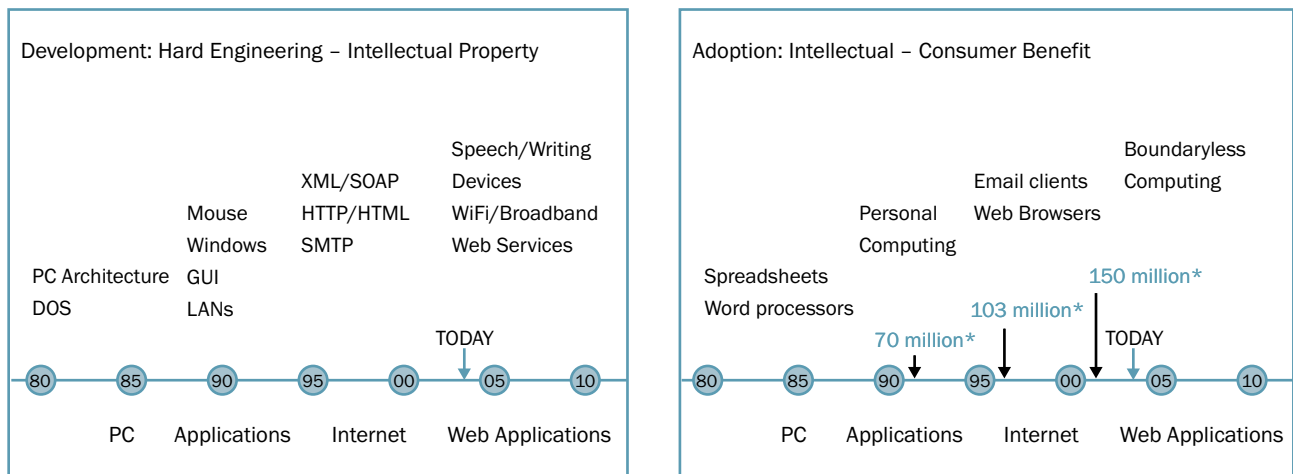 Development: Hard Engineering – Intellectual Property
Speech/Writing
XML/SOAP
Devices
Mouse
HTTP/HTML
WiFi/Broadband
Windows
SMTP
Web Services
PC Architecture
GUI
DOS
LANs
TODAY
80 85 90 95 00 05 10
PC Applications Internet Web Applications
Adoption: Intellectual – Consumer Benefit
Boundaryless
Email clients
Computing
Personal
Web Browsers
Computing
Spreadsheets
150 million*
Word processors
103 million*
70 million*
TODAY
80 85 90 95 00 05 10
PC Applications Internet Web Applications